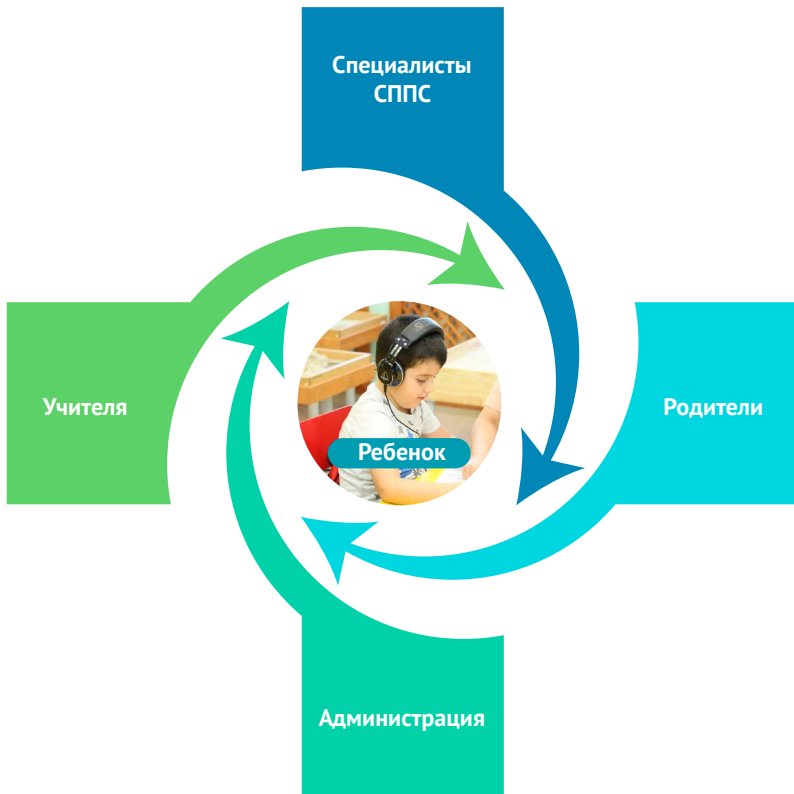 Специалисты
СППС
Учителя
Родители
Ребенок
Администрация